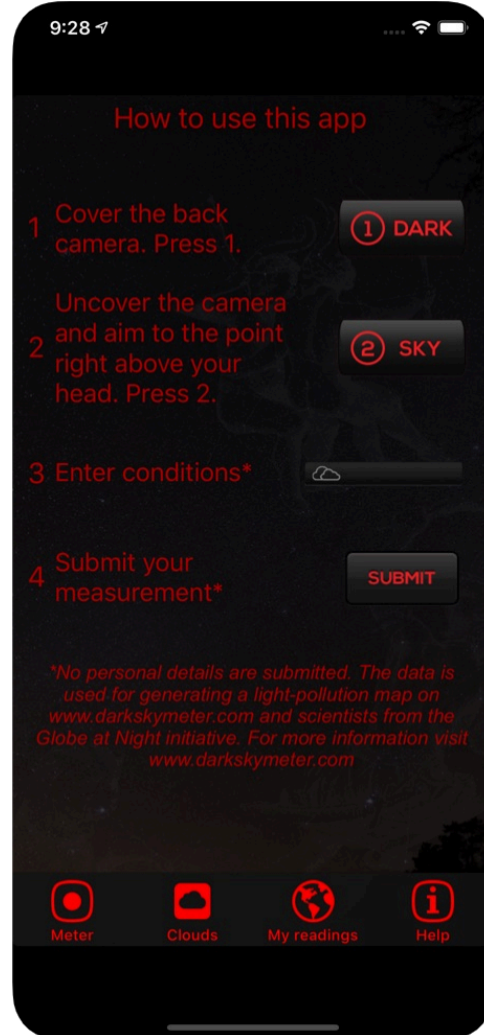 9:28
How to use this app
1
Cover the back
camera. Press 1.
1 DARK
2
Uncover the camera
and aim to the point
right above your
head. Press 2.
2 SKY
3 Enter conditions*
4
Submit your
measurement*
SUBMIT
*No personal details are submitted. The data is
used for generating a light-pollution map on
www.darkskymeter.com and scientists from the
Globe at Night initiative. For more information visit
www.darkskymeter.com
Meter
Clouds
My readings
Help